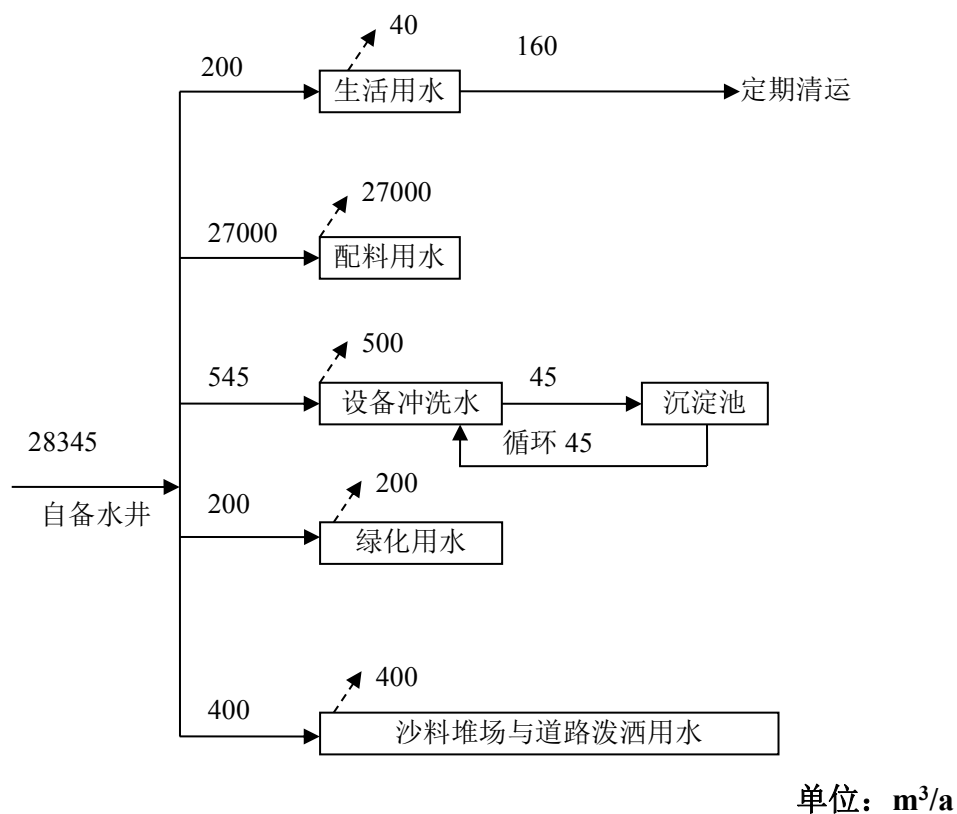 40
160
200
生活用水
定期清运
27000
27000
配料用水
500
545
45
设备冲洗水
沉淀池
28345
循环 45
自备水井
200
200
绿化用水
400
400
沙料堆场与道路泼洒用水
单位：m³/a